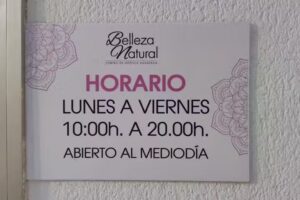 Belleza
Natural
HORARIO
LUNES A VIERNES
10:00h. A 20.00h.
ABIERTO AL MEDIODÍA